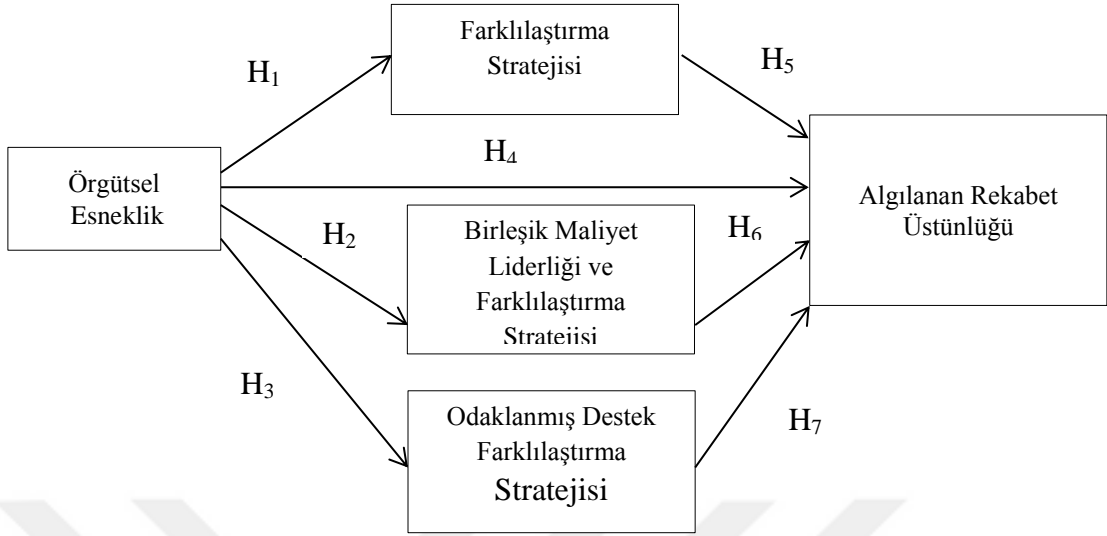 Farklılaştırma
Stratejisi
H1
H5
H4
Örgütsel
Esneklik
Algılanan Rekabet
Üstünlüğü
H2
Birleşik Maliyet
Liderliği ve
Farklılaştırma
Stratejisi
H6
H3
Odaklanmış Destek
Farklılaştırma
Stratejisi
H7